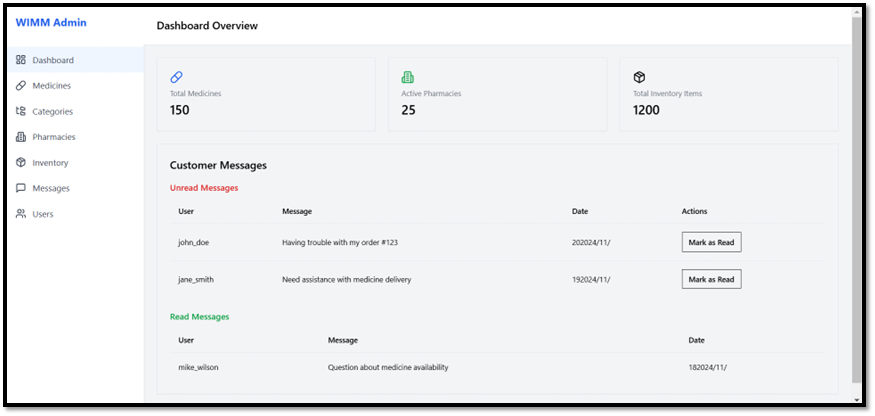 WIMM Admin
Dashboard Overview
Dashboard
Medicines
Categories
Pharmacies
Inventory
Messages
Users
Total Medicines
150
Active Pharmacies
25
Total Inventory Items
1200
Customer Messages
Unread Messages
User Message Date Actions
john_doe Having trouble with my order #123 202024/11/ Mark as Read
jane_smith Need assistance with medicine delivery 192024/11/ Mark as Read
Read Messages
User Message Date
mike_wilson Question about medicine availability 182024/11/